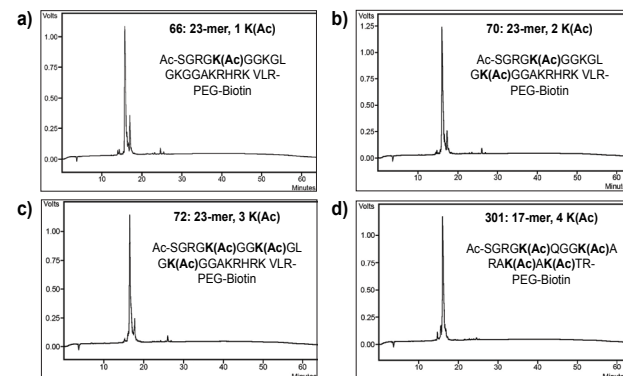 a)
Volts
66: 23-mer, 1 K(Ac)
Ac-SGRGK(Ac)GGKGL
GKGGAKRHRK VLR-
PEG-Biotin
1.00
0.75
0.50
0.25
0.00
10 20 30 40 50 60
Minutes
b)
Volts
70: 23-mer, 2 K(Ac)
Ac-SGRGK(Ac)GGKGL
GK(Ac)GGAKRHRK VLR-
PEG-Biotin
1.25
1.00
0.75
0.50
0.25
0.00
10 20 30 40 50 60
Minutes
c)
Volts
72: 23-mer, 3 K(Ac)
Ac-SGRGK(Ac)GGK(Ac)GL
GK(Ac)GGAKRHRK VLR-
PEG-Biotin
1.00
0.75
0.50
0.25
0.00
10 20 30 40 50 60
Minutes
d)
Volts
301: 17-mer, 4 K(Ac)
Ac-SGRGK(Ac)QGGK(Ac)A
RAK(Ac)AK(Ac)TR-
PEG-Biotin
1.00
0.75
0.50
0.25
0.00
10 20 30 40 50 60
Minutes